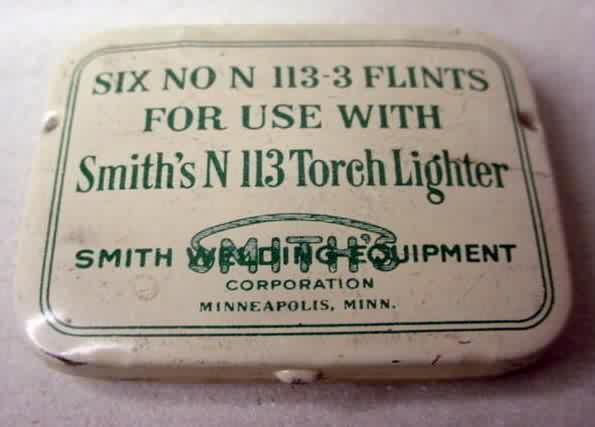 SIX NO N 113-3 FLINTS
FOR USE WITH
Smith's N 113 Torch Lighter
SMITH'S
SMITH WELDING EQUIPMENT
CORPORATION
MINNEAPOLIS, MINN.